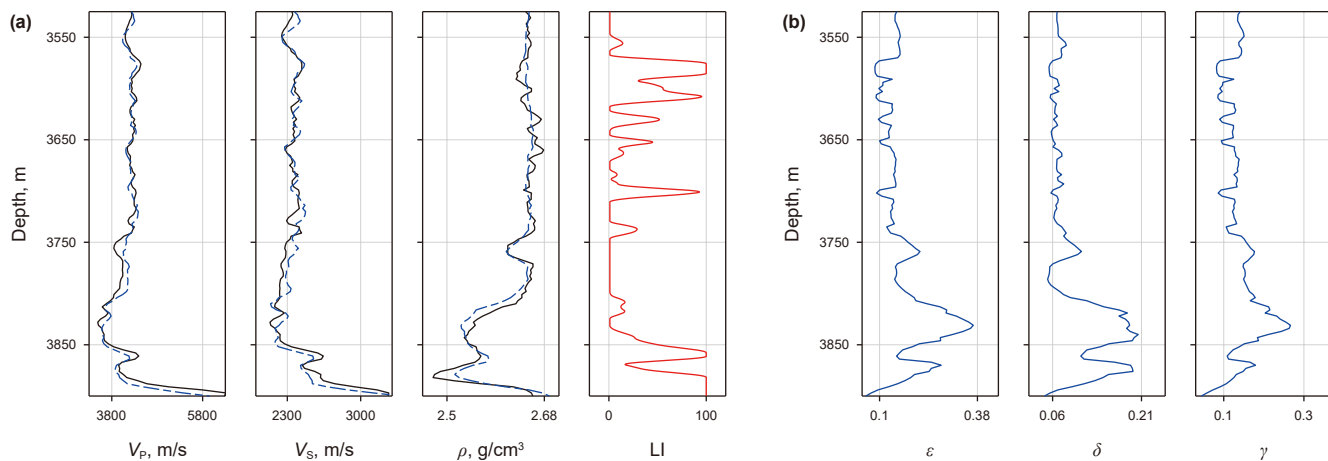 (a)
(b)
Depth, m
3550
3650
3750
3850
3800 5800
V_P, m/s
2300 3000
V_S, m/s
2.5 2.68
ρ, g/cm³
0 100
LI
Depth, m
3550
3650
3750
3850
0.1 0.38
ε
0.06 0.21
δ
0.1 0.3
γ